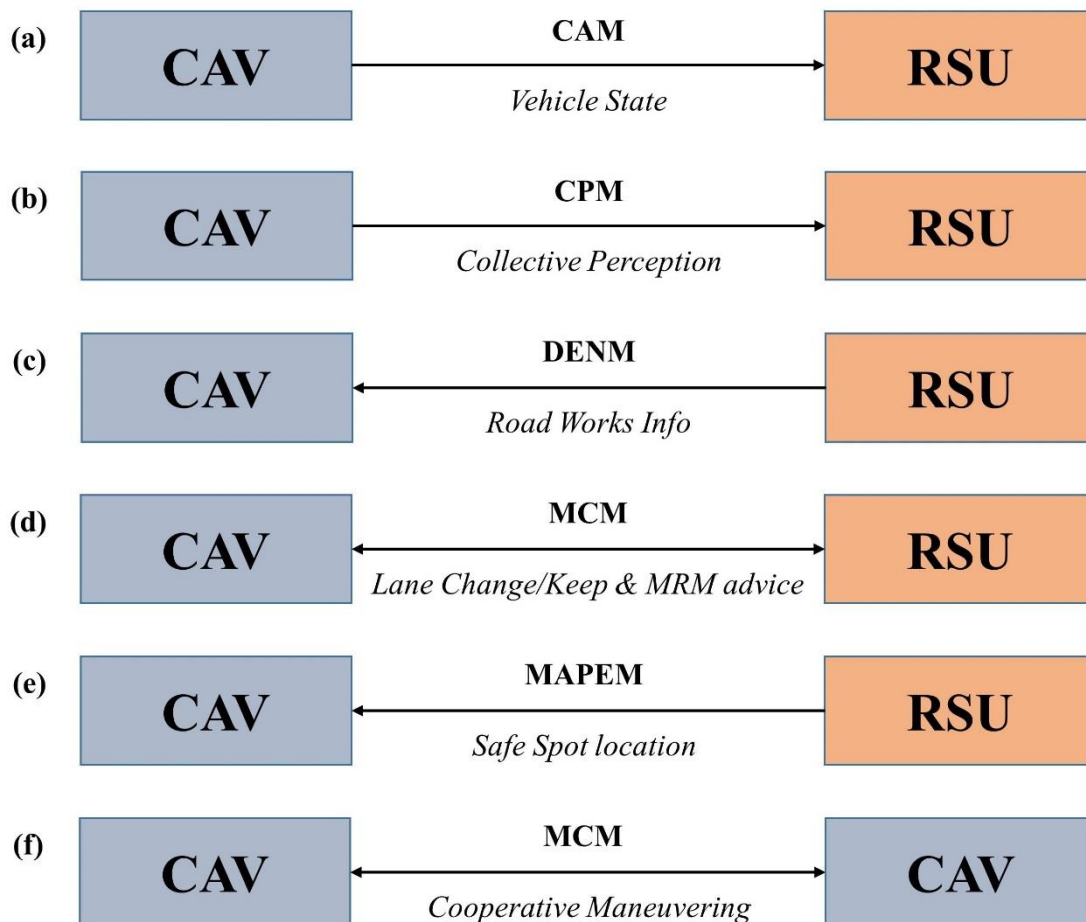 (a)
CAV
CAM
Vehicle State
RSU
(b)
CAV
CPM
Collective Perception
RSU
(c)
CAV
DENM
Road Works Info
RSU
(d)
CAV
MCM
Lane Change/Keep & MRM advice
RSU
(e)
CAV
MAPEM
Safe Spot location
RSU
(f)
CAV
MCM
Cooperative Maneuvering
CAV